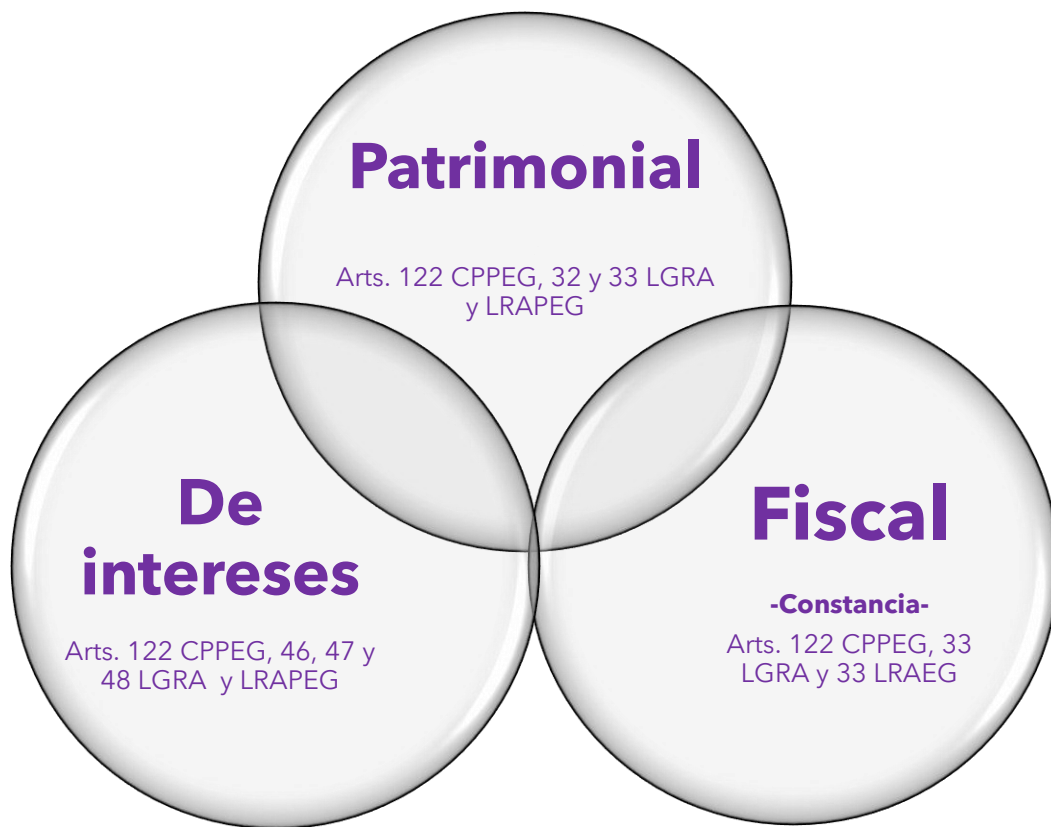 Patrimonial
Arts. 122 CPPEG, 32 y 33 LGRA
y LRAPEG
De
intereses
Arts. 122 CPPEG, 46, 47 y
48 LGRA  y LRAPEG
Fiscal
-Constancia-
Arts. 122 CPPEG, 33
LGRA y 33 LRAEG